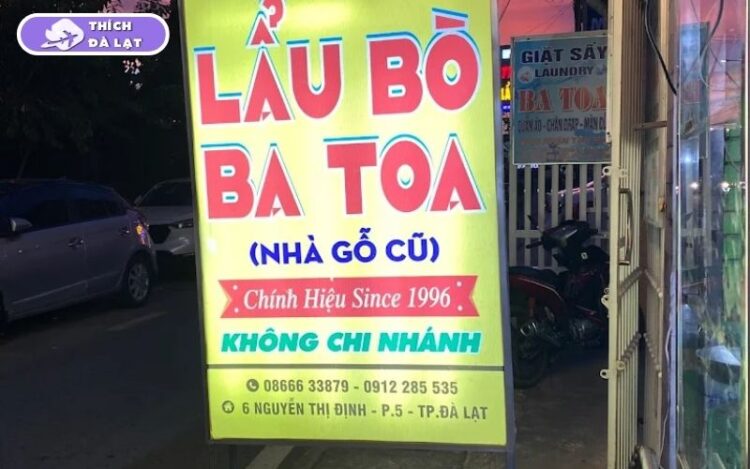 THÍCH
ĐÀ LẠT
LẨU BÒ
BA TOA
(NHÀ GỖ CŨ)
Chính Hiệu Since 1996
KHÔNG CHI NHÁNH
08666 33879 - 0912 285 535
6 NGUYỄN THỊ ĐỊNH - P.5 - TP.ĐÀ LẠT
GIẶT SẤY
LAUNDRY
BA TOA